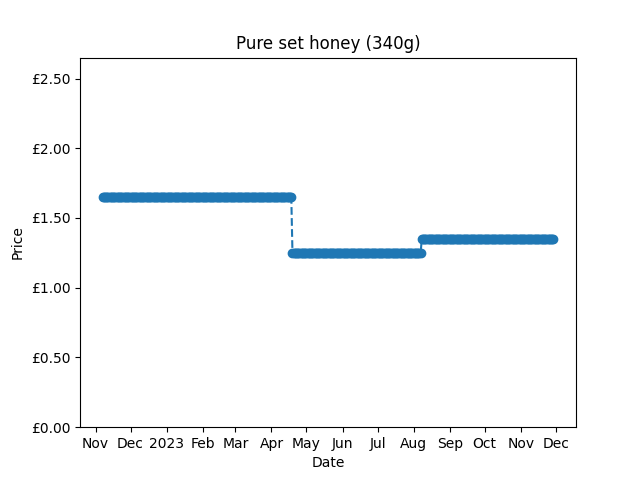 Pure set honey (340g)
£2.50
£2.00
£1.50
£1.00
£0.50
£0.00
Price
Nov Dec 2023 Feb Mar Apr May Jun Jul Aug Sep Oct Nov Dec
Date